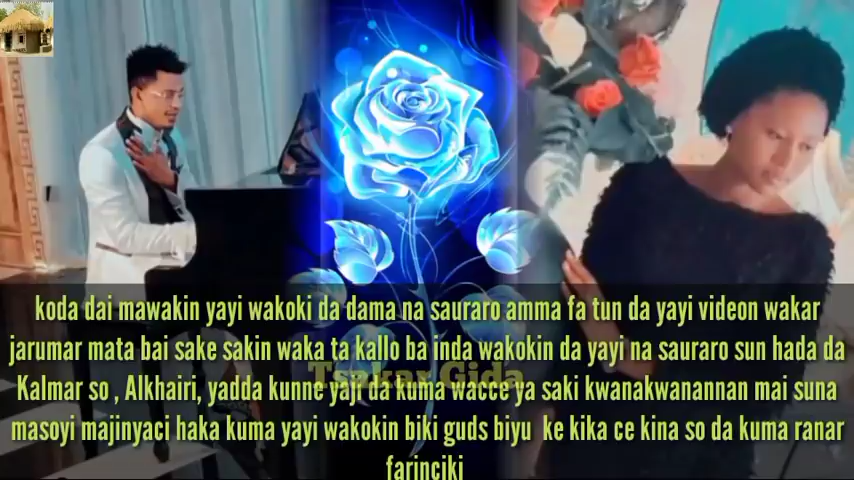 koda dai mawakin yayi wakoki da dama na sauraro amma fa tun da yayi videon wakar
jarumar mata bai sake sakin waka ta kallo ba inda wakokin da yayi na sauraro sun hada da
Kalmar so , Alkhairi, yadda kunne yaji da kuma wacce ya saki kwanakwanannan mai suna
masoyi majinyaci haka kuma yayi wakokin biki guds biyu ke kika ce kina so da kuma ranar
farinciki
Tsakar Gida